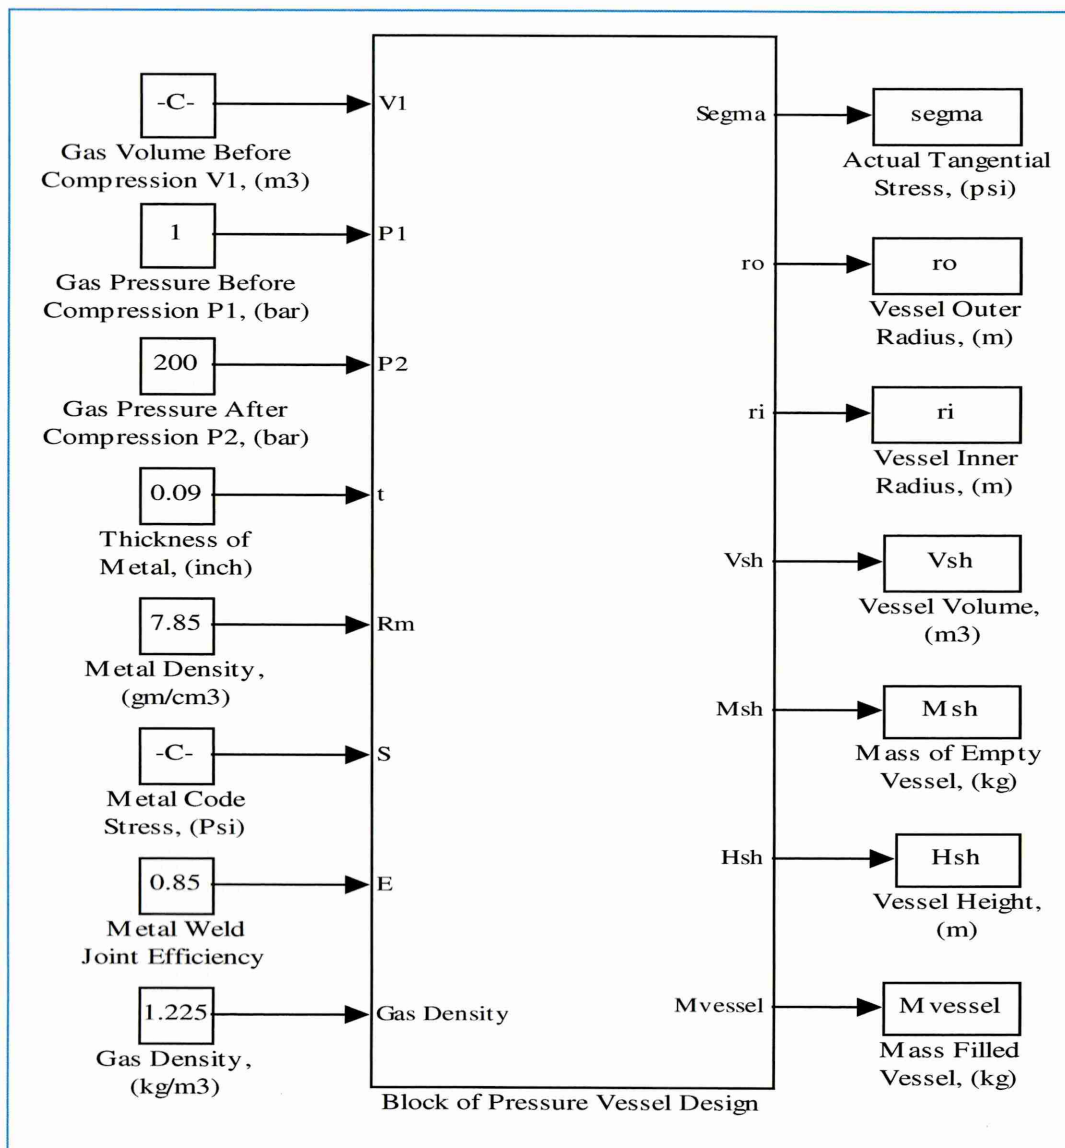 -C-
V1
Gas Volume Before
Compression V1, (m3)
1
P1
Gas Pressure Before
Compression P1, (bar)
200
P2
Gas Pressure After
Compression P2, (bar)
0.09
t
Thickness of
Metal, (inch)
7.85
Rm
Metal Density,
(gm/cm3)
-C-
S
Metal Code
Stress, (Psi)
0.85
E
Metal Weld
Joint Efficiency
1.225
Gas Density
Gas Density,
(kg/m3)
Segma
segma
Actual Tangential
Stress, (psi)
ro
ro
Vessel Outer
Radius, (m)
ri
ri
Vessel Inner
Radius, (m)
Vsh
Vsh
Vessel Volume,
(m3)
Msh
Msh
Mass of Empty
Vessel, (kg)
Hsh
Hsh
Vessel Height,
(m)
Mvessel
Mvessel
Mass Filled
Vessel, (kg)
Block of Pressure Vessel Design